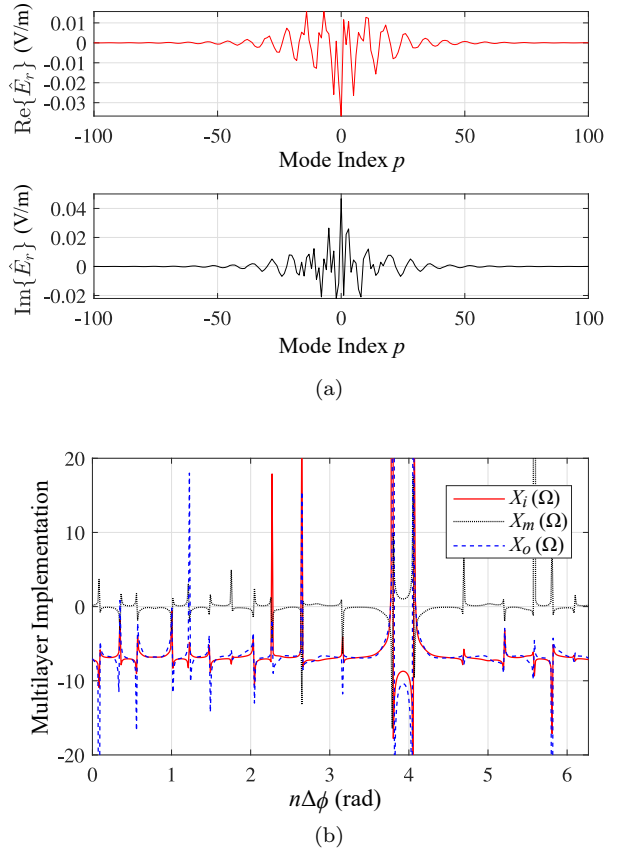 Re{Ê_r} (V/m)
0.01
0
-0.01
-0.02
-0.03
-100 -50 0 50 100
Mode Index p
Im{Ê_r} (V/m)
0.04
0.02
0
-0.02
-100 -50 0 50 100
Mode Index p
(a)
Multilayer Implementation
20
10
0
-10
-20
X_i (Ω)
X_m (Ω)
X_o (Ω)
0 1 2 3 4 5 6
nΔϕ (rad)
(b)